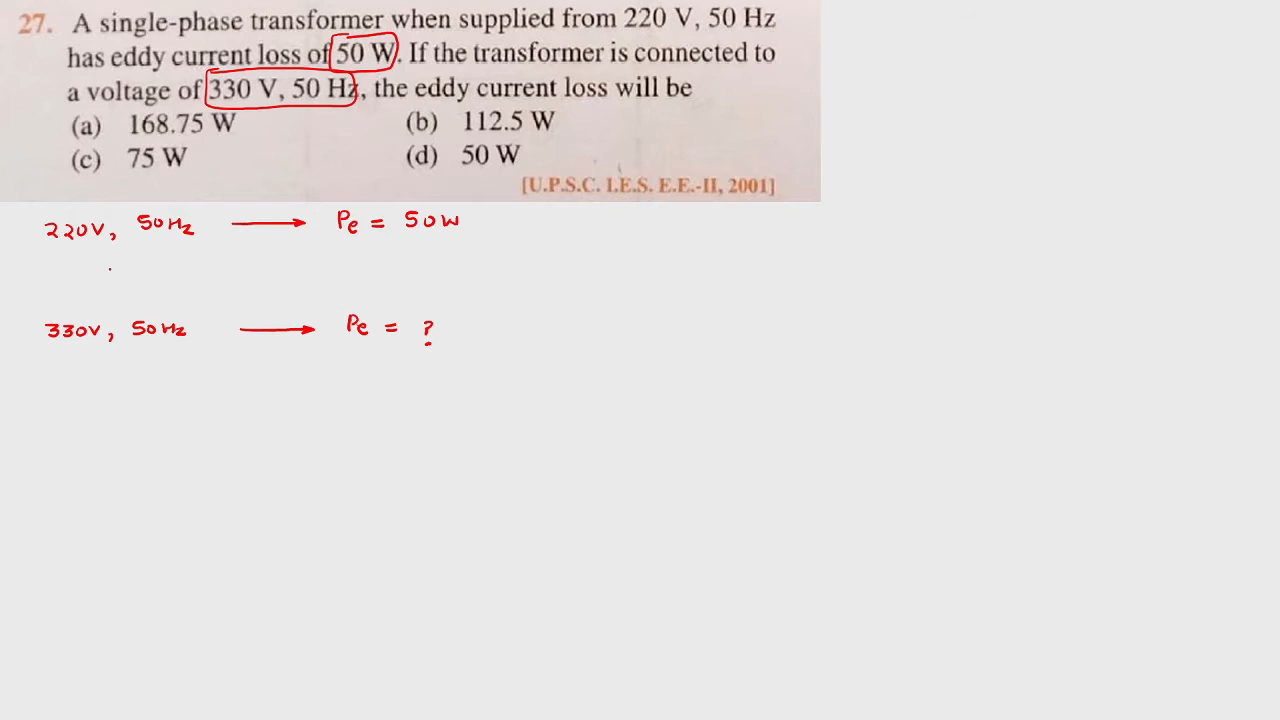 27. A single-phase transformer when supplied from 220 V, 50 Hz
has eddy current loss of 50 W. If the transformer is connected to
a voltage of 330 V, 50 Hz, the eddy current loss will be
(a) 168.75 W (b) 112.5 W
(c) 75 W (d) 50 W
[U.P.S.C. I.E.S. E.E.-II, 2001]
220V, 50Hz → Pe = 50W
330V, 50Hz → Pe = ?